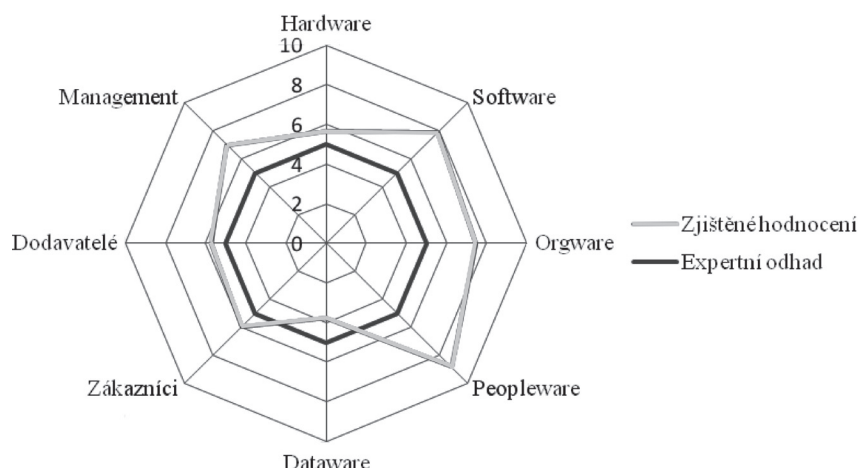 Hardware
10
8
6
4
2
0
Management
Software
Dodavatelé
Orgware
Zákazníci
Peopleware
Dataware
Zjištěné hodnocení
Expertní odhad